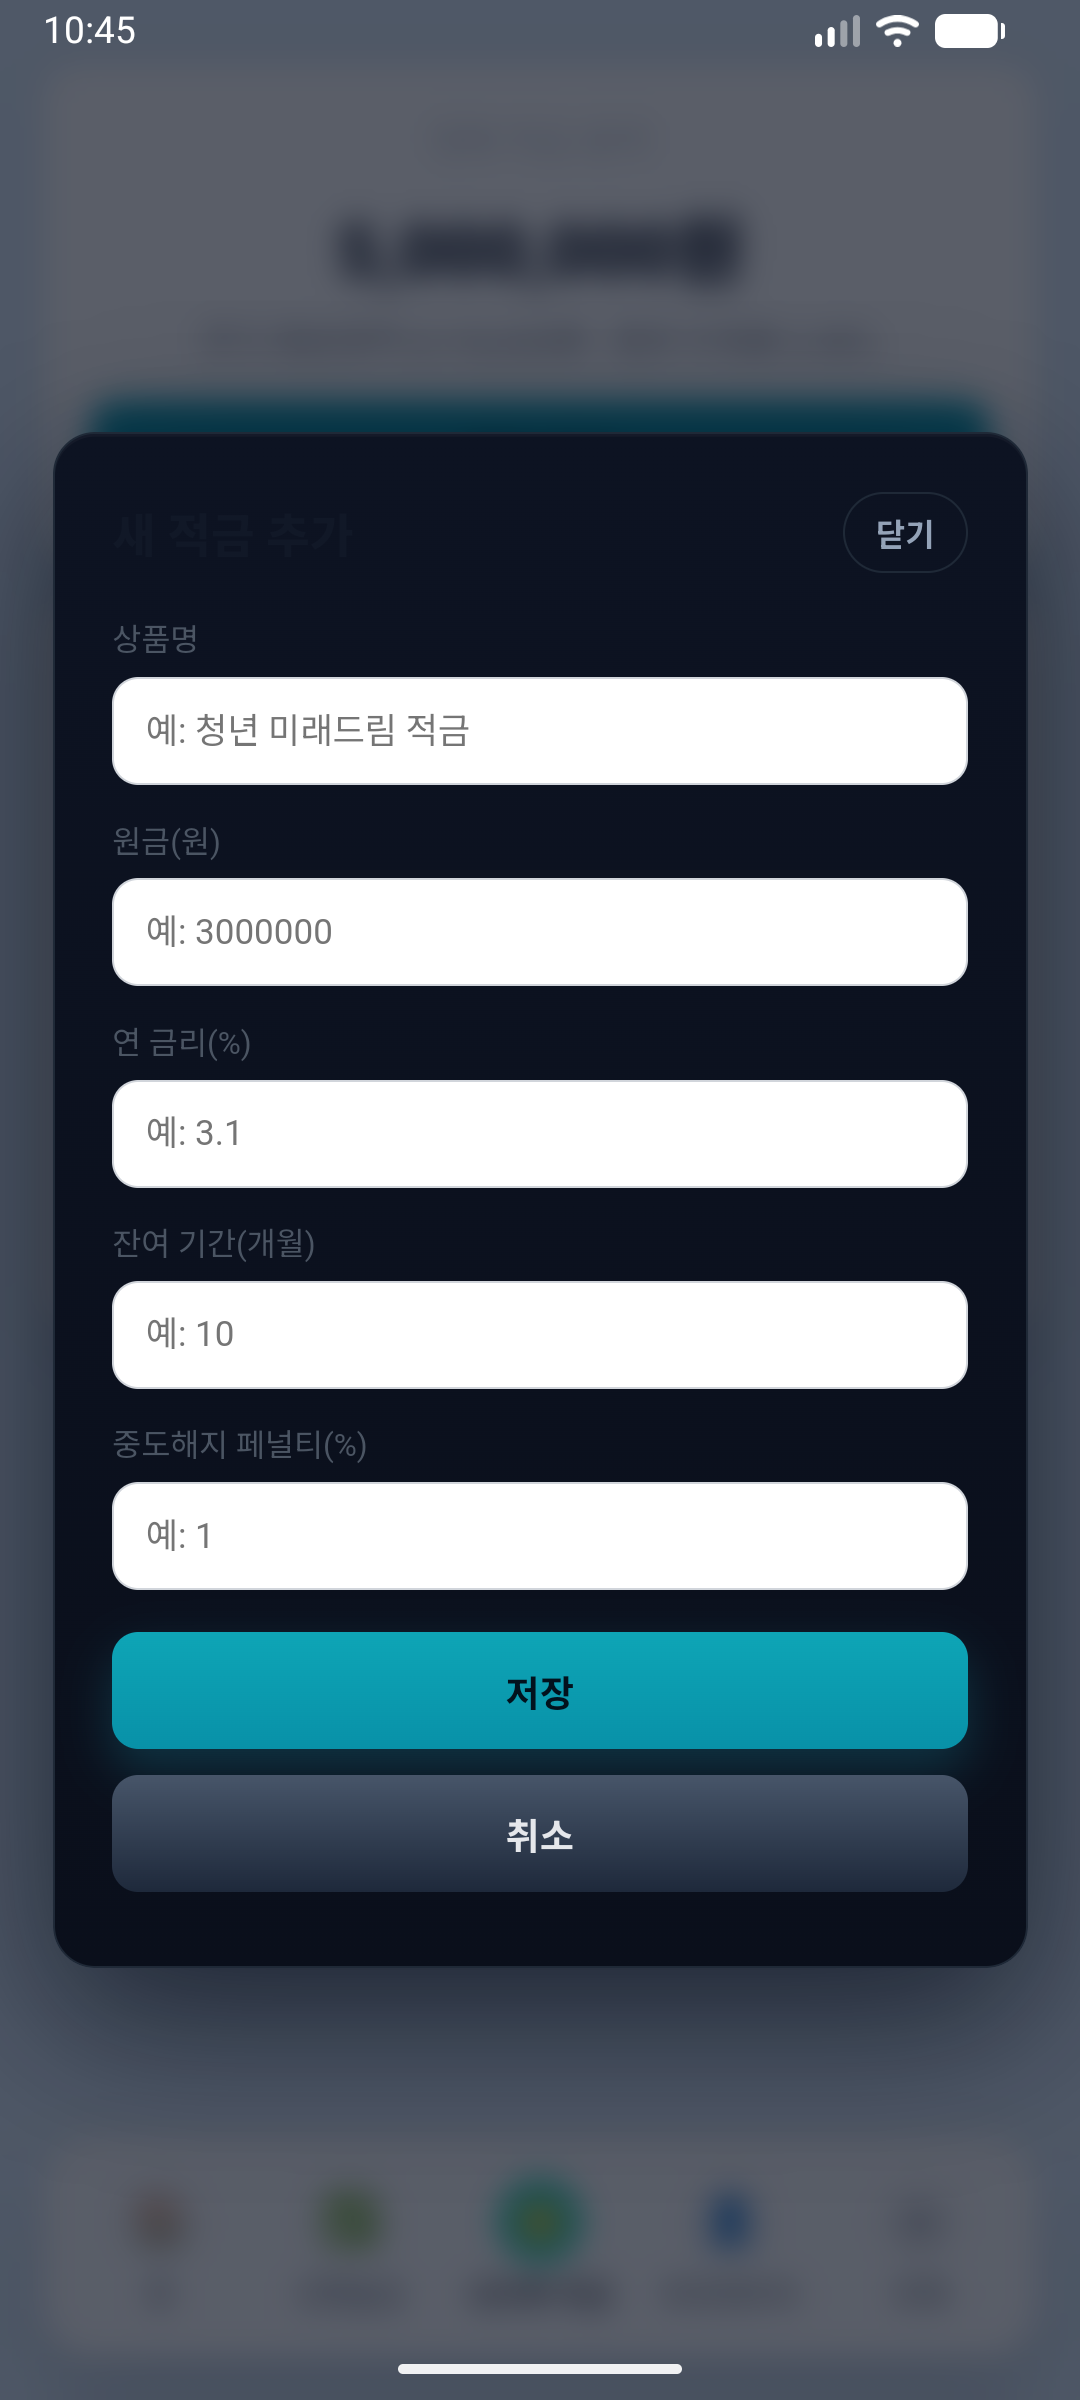 10:45
새 적금 추가
닫기
상품명
예: 청년 미래드림 적금
원금(원)
예: 3000000
연 금리(%)
예: 3.1
잔여 기간(개월)
예: 10
중도해지 페널티(%)
예: 1
저장
취소